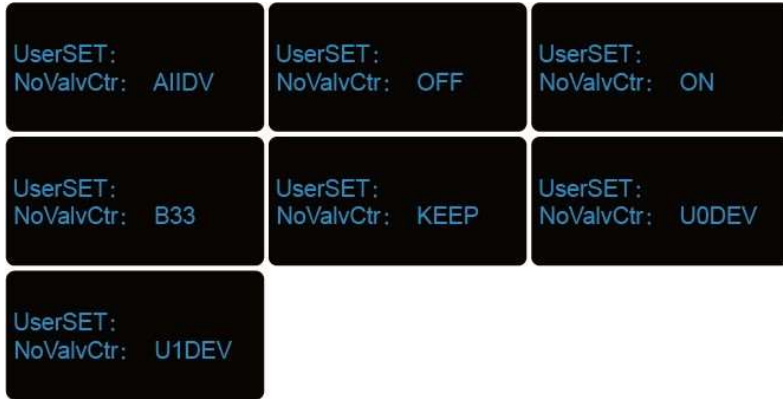 UserSET:
NoValvCtr: AIIDV
UserSET:
NoValvCtr: OFF
UserSET:
NoValvCtr: ON
UserSET:
NoValvCtr: B33
UserSET:
NoValvCtr: KEEP
UserSET:
NoValvCtr: U0DEV
UserSET:
NoValvCtr: U1DEV